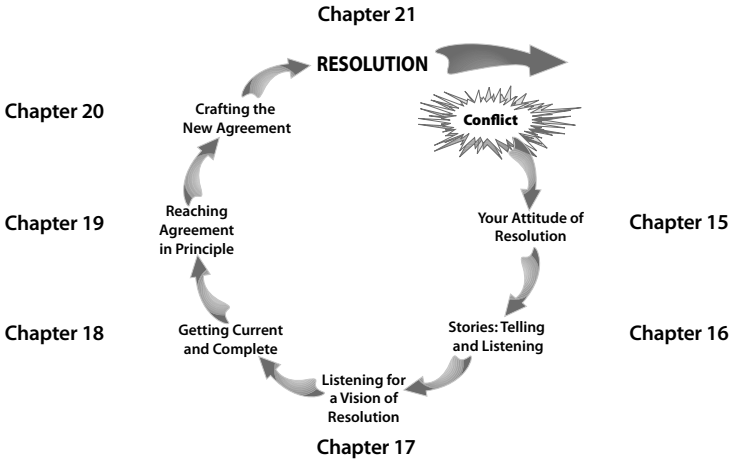 Chapter 21
RESOLUTION
Conflict
Chapter 20
Crafting the
New Agreement
Chapter 19
Reaching
Agreement
in Principle
Your Attitude of
Resolution
Chapter 15
Chapter 18
Getting Current
and Complete
Stories: Telling
and Listening
Chapter 16
Listening for
a Vision of
Resolution
Chapter 17